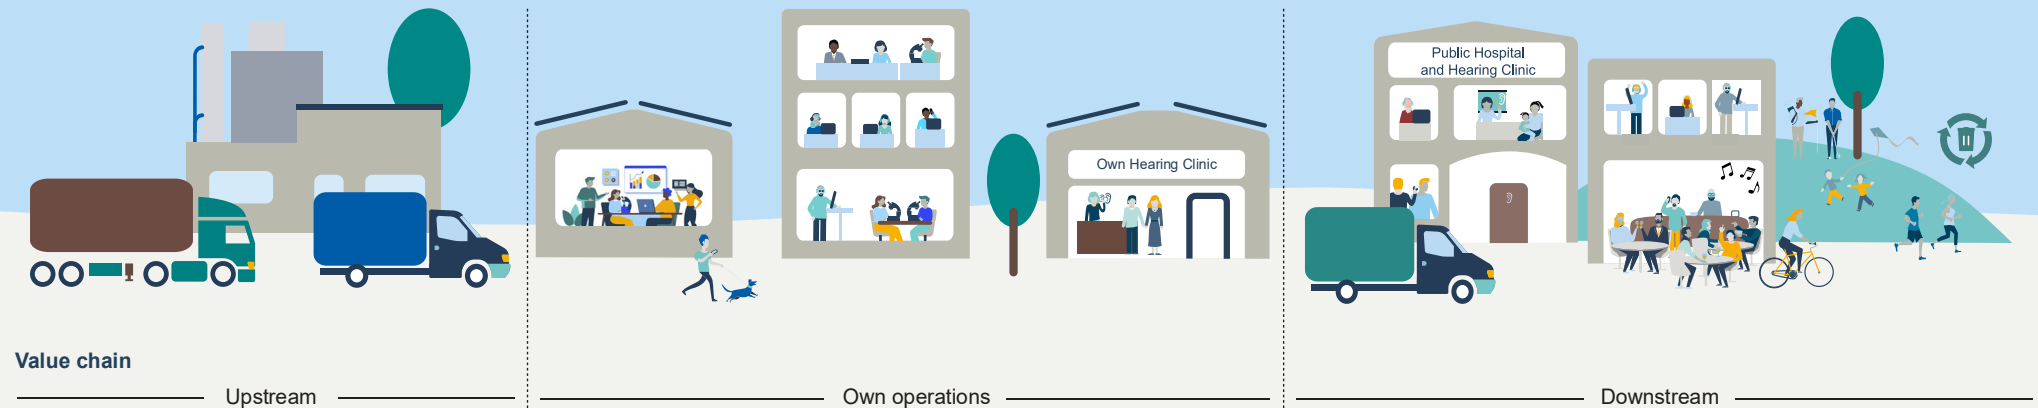 Public Hospital
and Hearing Clinic
Own Hearing Clinic
Value chain
Upstream
Own operations
Downstream